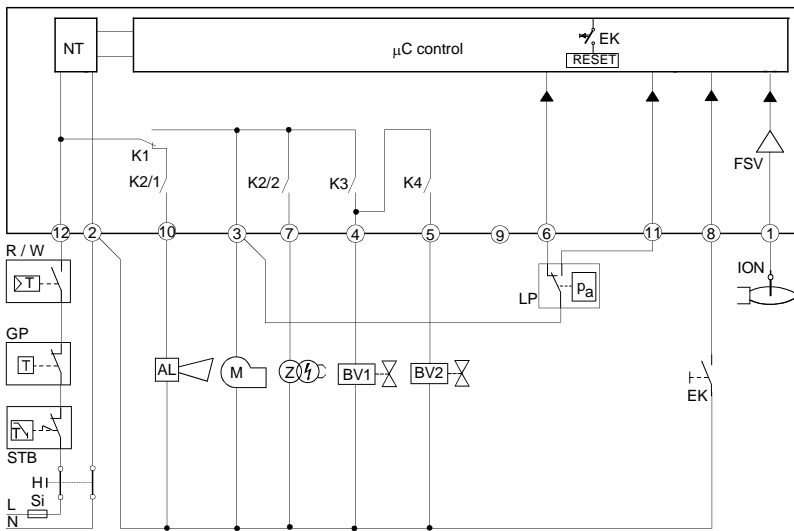 NT
μC control
EK
RESET
FSV
K1
K2/1
K2/2
K3
K4
12
2
10
3
7
4
5
9
6
11
8
1
R / W
T
ION
LP
pa
GP
T
AL
M
Z
BV1
BV2
EK
T
STB
H
Si
L
N